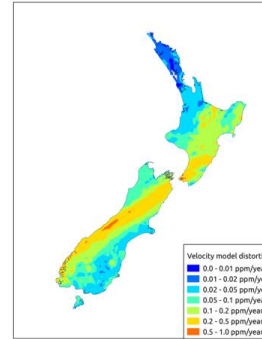 Velocity model distorti
0.0 - 0.01 ppm/ye
0.01 - 0.02 ppm/y
0.02 - 0.05 ppm/y
0.05 - 0.1 ppm/ye
0.1 - 0.2 ppm/year
0.2 - 0.5 ppm/year
0.5 - 1.0 ppm/year